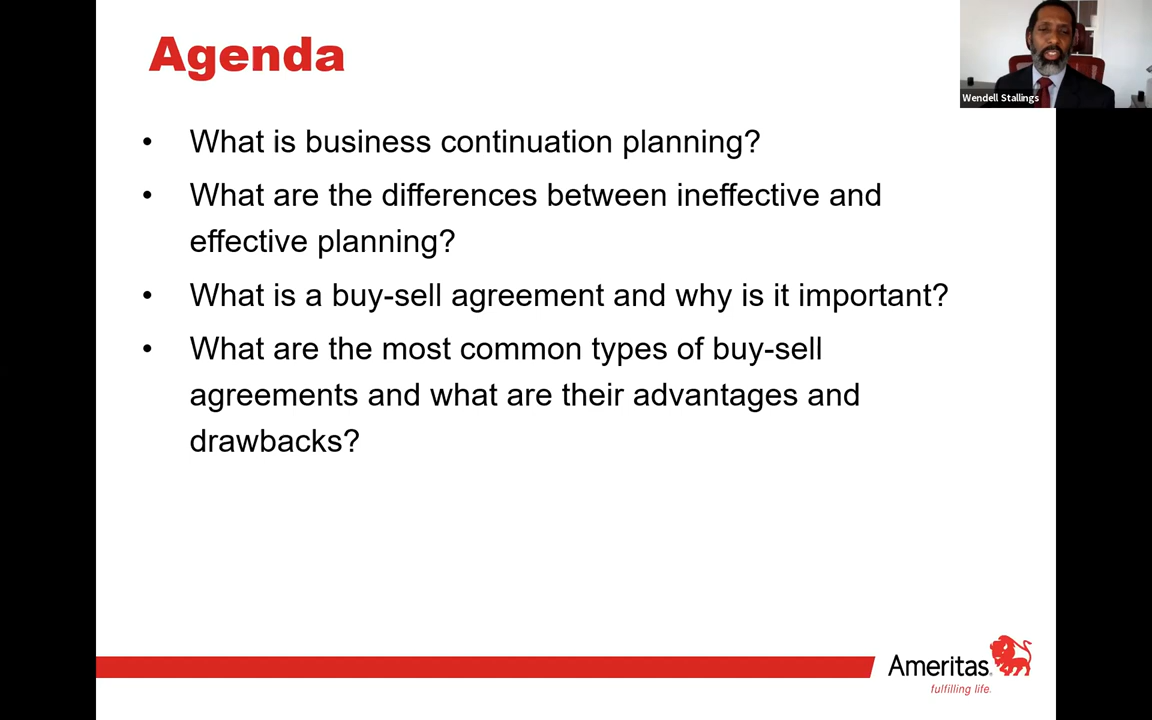 Agenda
Wendell Stallings
• What is business continuation planning?
• What are the differences between ineffective and
effective planning?
• What is a buy-sell agreement and why is it important?
• What are the most common types of buy-sell
agreements and what are their advantages and
drawbacks?
Ameritas
fulfilling life.